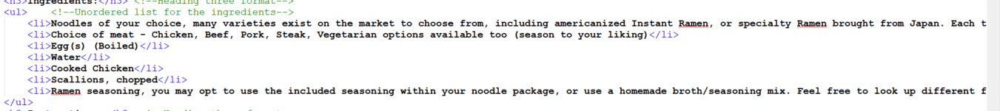 <h3>Ingredients:</h3> <!--Heading three format-->
<ul>    <!--Unordered list for the ingredients-->
    <li>Noodles of your choice, many varieties exist on the market to choose from, including americanized Instant Ramen, or specialty Ramen brought from Japan. Each
    <li>Choice of meat - Chicken, Beef, Pork, Steak, Vegetarian options available too (season to your liking)</li>
    <li>Egg(s) (Boiled)</li>
    <li>Water</li>
    <li>Cooked Chicken</li>
    <li>Scallions, chopped</li>
    <li>Ramen seasoning, you may opt to use the included seasoning within your noodle package, or use a homemade broth/seasoning mix. Feel free to look up different
</ul>